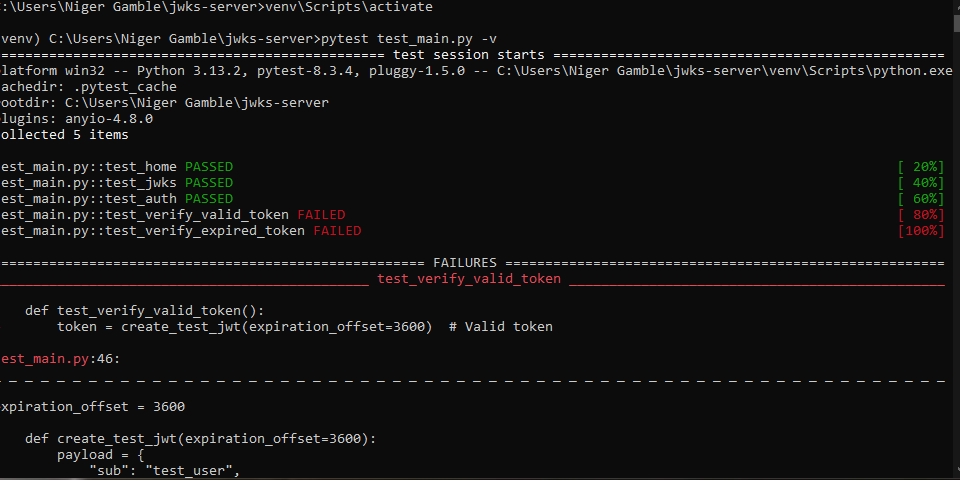 :\Users\Niger Gamble\jwks-server>venv\Scripts\activate
venv) C:\Users\Niger Gamble\jwks-server>pytest test_main.py -v
================================================ test session starts =================================================
latform win32 -- Python 3.13.2, pytest-8.3.4, pluggy-1.5.0 -- C:\Users\Niger Gamble\jwks-server\venv\Scripts\python.exe
achedir: .pytest_cache
ootdir: C:\Users\Niger Gamble\jwks-server
lugins: anyio-4.8.0
ollected 5 items
est_main.py::test_home PASSED [ 20%]
est_main.py::test_jwks PASSED [ 40%]
est_main.py::test_auth PASSED [ 60%]
est_main.py::test_verify_valid_token FAILED [ 80%]
est_main.py::test_verify_expired_token FAILED [100%]
===================================================== FAILURES =======================================================
______________________________________________ test_verify_valid_token _______________________________________________
def test_verify_valid_token():
token = create_test_jwt(expiration_offset=3600)  # Valid token
est_main.py:46:
_ _ _ _ _ _ _ _ _ _ _ _ _ _ _ _ _ _ _ _ _ _ _ _ _ _ _ _ _ _ _ _ _ _ _ _ _ _ _ _ _ _ _ _ _ _ _ _ _ _ _ _ _ _ _ _ _ _ _
xpiration_offset = 3600
def create_test_jwt(expiration_offset=3600):
payload = {
"sub": "test_user",